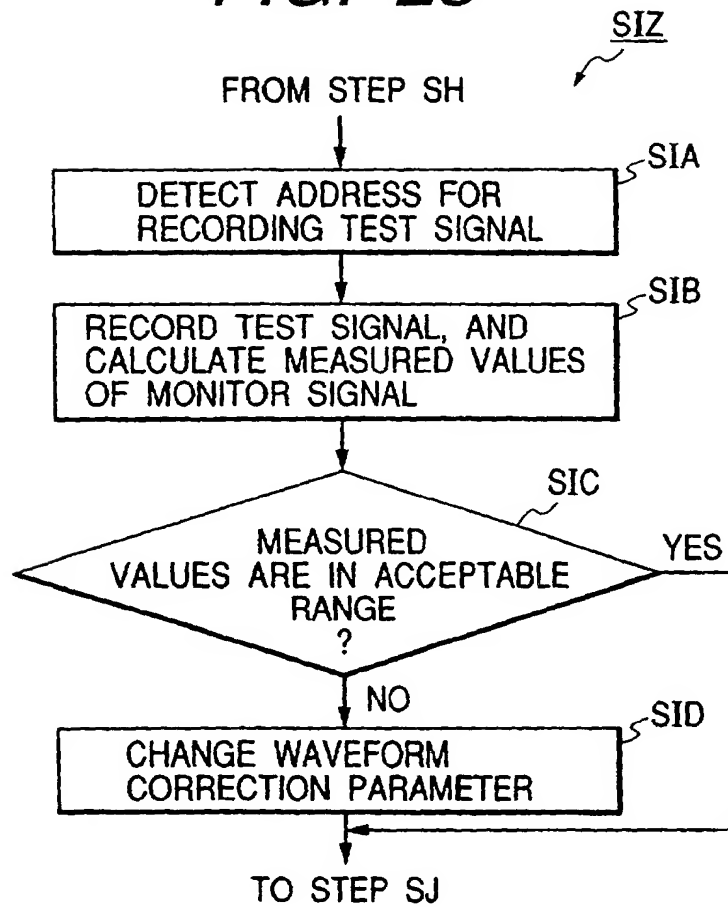 SIZ
FROM STEP SH
SIA
DETECT ADDRESS FOR
RECORDING TEST SIGNAL
SIB
RECORD TEST SIGNAL, AND
CALCULATE MEASURED VALUES
OF MONITOR SIGNAL
SIC
MEASURED
VALUES ARE IN ACCEPTABLE
RANGE
?
YES
NO
SID
CHANGE WAVEFORM
CORRECTION PARAMETER
TO STEP SJ